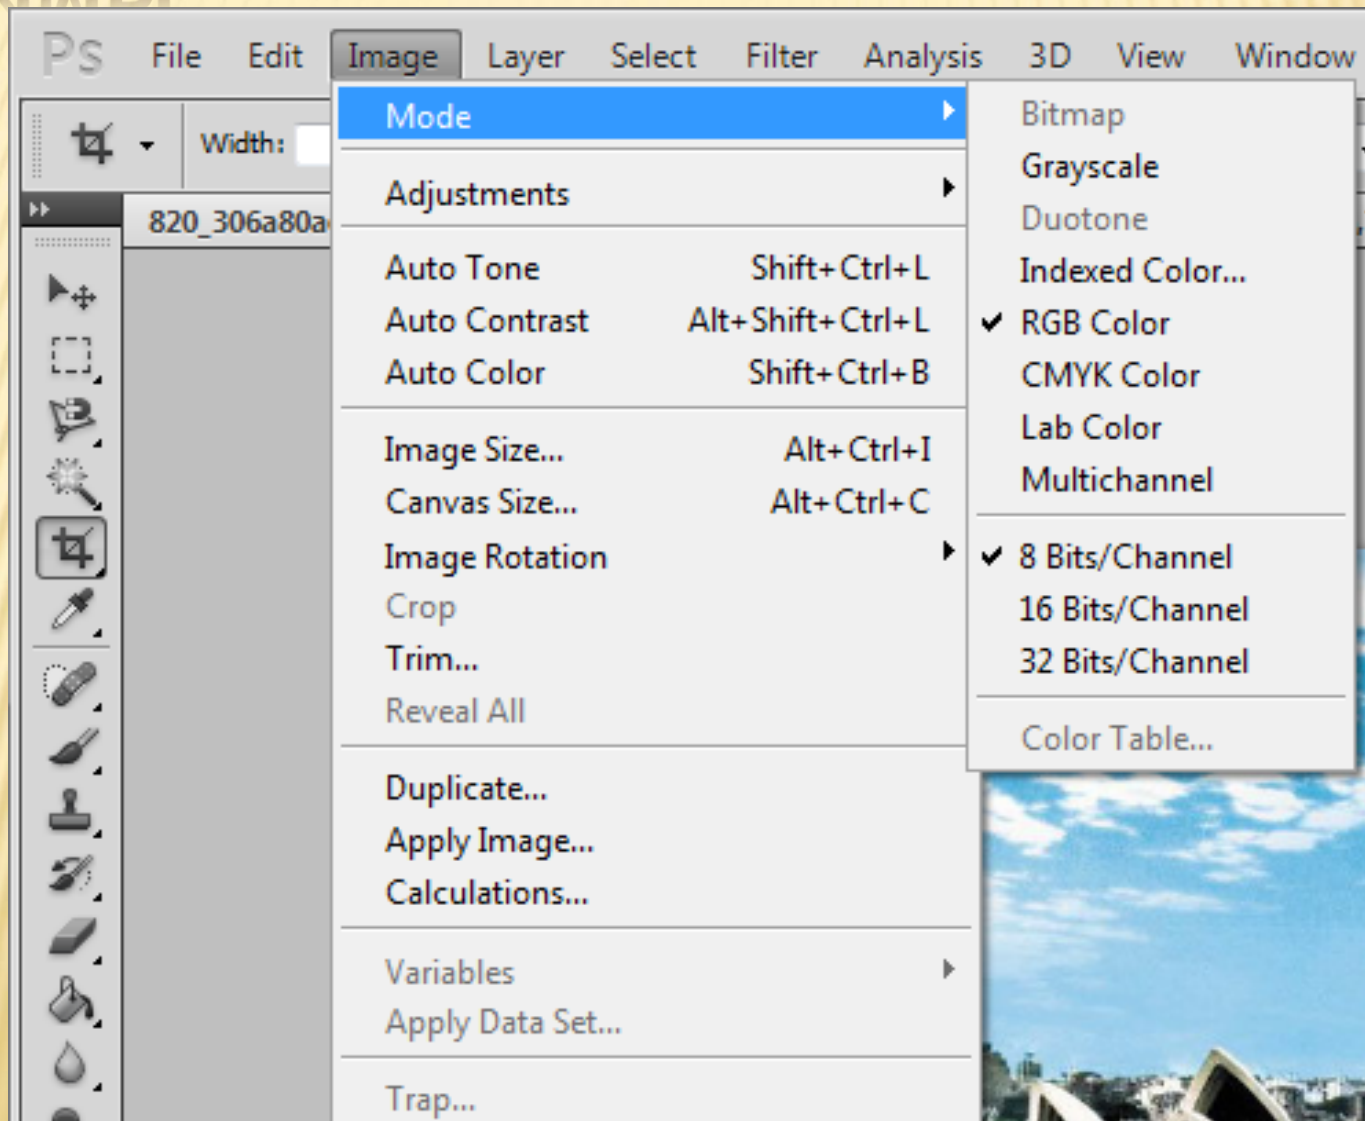 Ps File Edit Image Layer Select Filter Analysis 3D View Window
Width:
820_306a80a
Mode
Adjustments
Auto Tone Shift+Ctrl+L
Auto Contrast Alt+Shift+Ctrl+L
Auto Color Shift+Ctrl+B
Image Size... Alt+Ctrl+I
Canvas Size... Alt+Ctrl+C
Image Rotation
Crop
Trim...
Reveal All
Duplicate...
Apply Image...
Calculations...
Variables
Apply Data Set...
Trap...
Bitmap
Grayscale
Duotone
Indexed Color...
RGB Color
CMYK Color
Lab Color
Multichannel
8 Bits/Channel
16 Bits/Channel
32 Bits/Channel
Color Table...